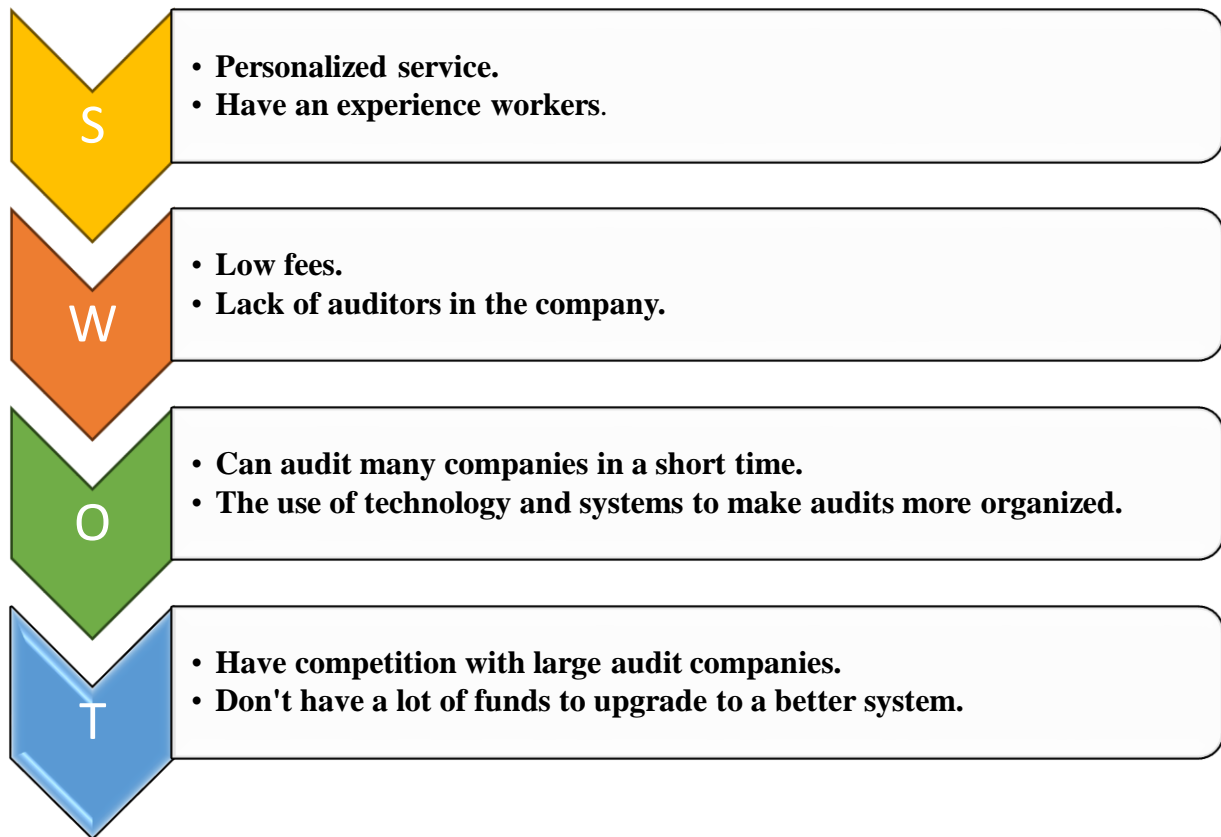 S
• Personalized service.
• Have an experience workers.
W
• Low fees.
• Lack of auditors in the company.
O
• Can audit many companies in a short time.
• The use of technology and systems to make audits more organized.
T
• Have competition with large audit companies.
• Don't have a lot of funds to upgrade to a better system.